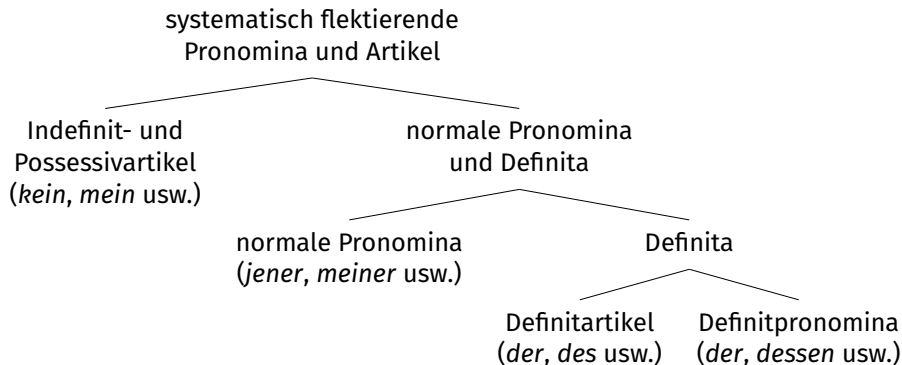 systematisch flektierende
Pronomina und Artikel
Indefinit- und
Possessivartikel
(kein, mein usw.)
normale Pronomina
und Definita
normale Pronomina
(jener, meiner usw.)
Definita
Definitartikel
(der, des usw.)
Definitpronomina
(der, dessen usw.)